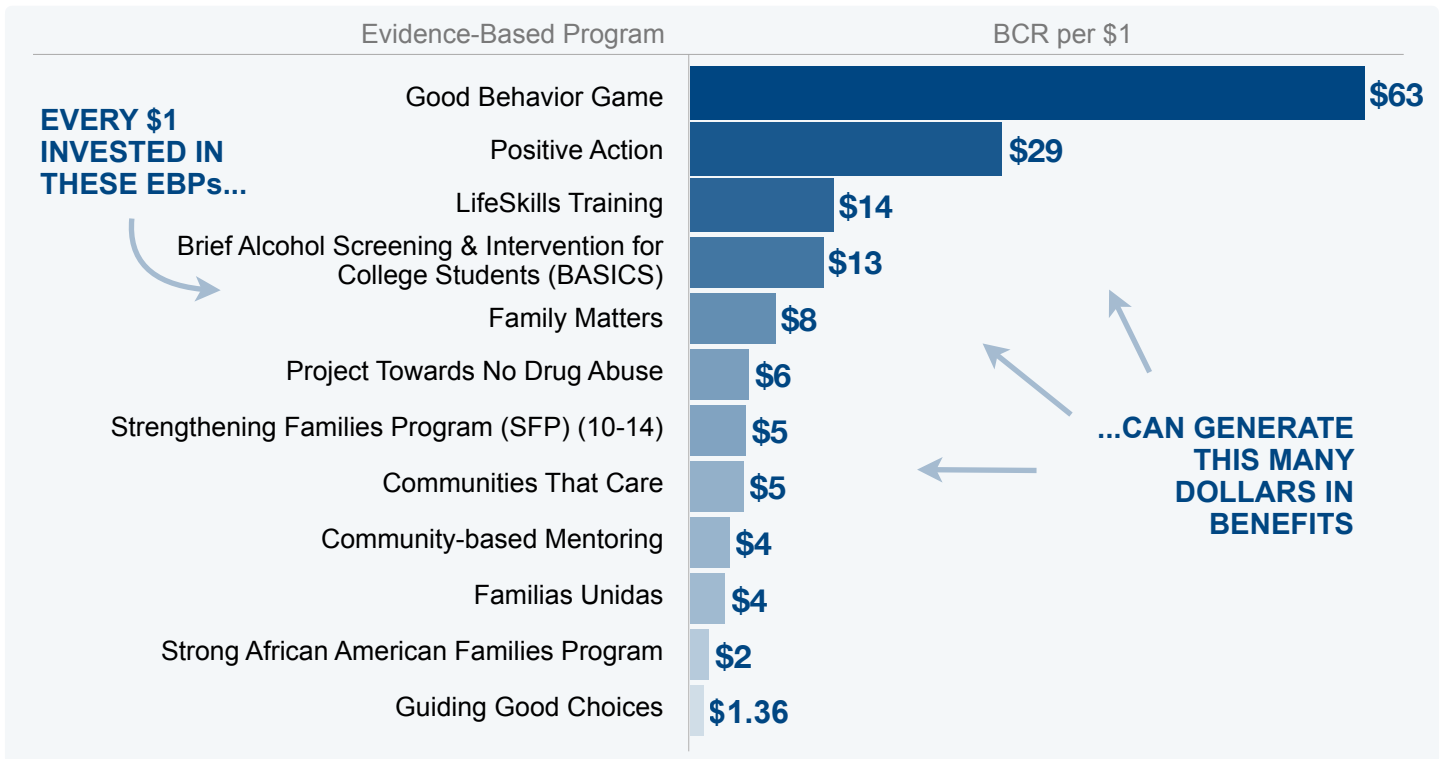 Evidence-Based Program
BCR per $1
EVERY $1
INVESTED IN
THESE EBPs...
Good Behavior Game
$63
Positive Action
$29
LifeSkills Training
$14
Brief Alcohol Screening & Intervention for
College Students (BASICS)
$13
Family Matters
$8
Project Towards No Drug Abuse
$6
Strengthening Families Program (SFP) (10-14)
$5
Communities That Care
$5
Community-based Mentoring
$4
Familias Unidas
$4
Strong African American Families Program
$2
Guiding Good Choices
$1.36
...CAN GENERATE
THIS MANY
DOLLARS IN
BENEFITS